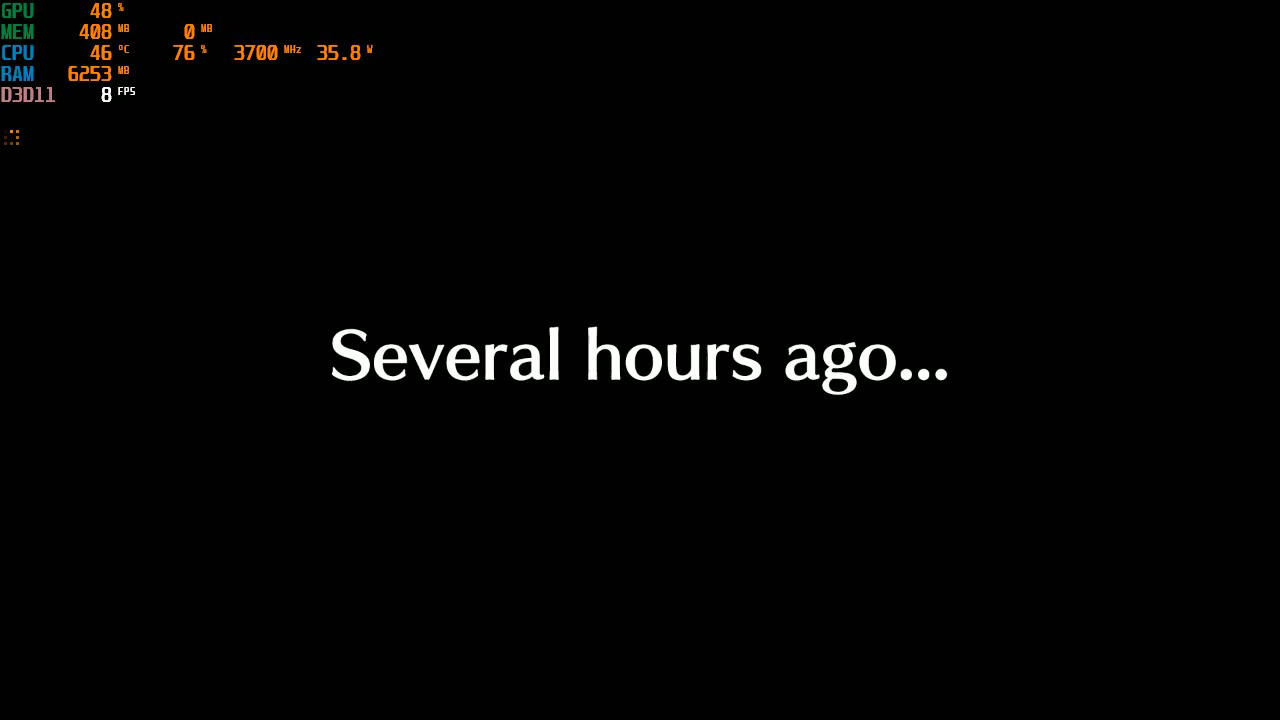 GPU 48 %
MEM 408 MB 0 MB
CPU 46 °C 76 % 3700 MHz 35.8 W
RAM 6253 MB
D3D11 8 FPS
Several hours ago...